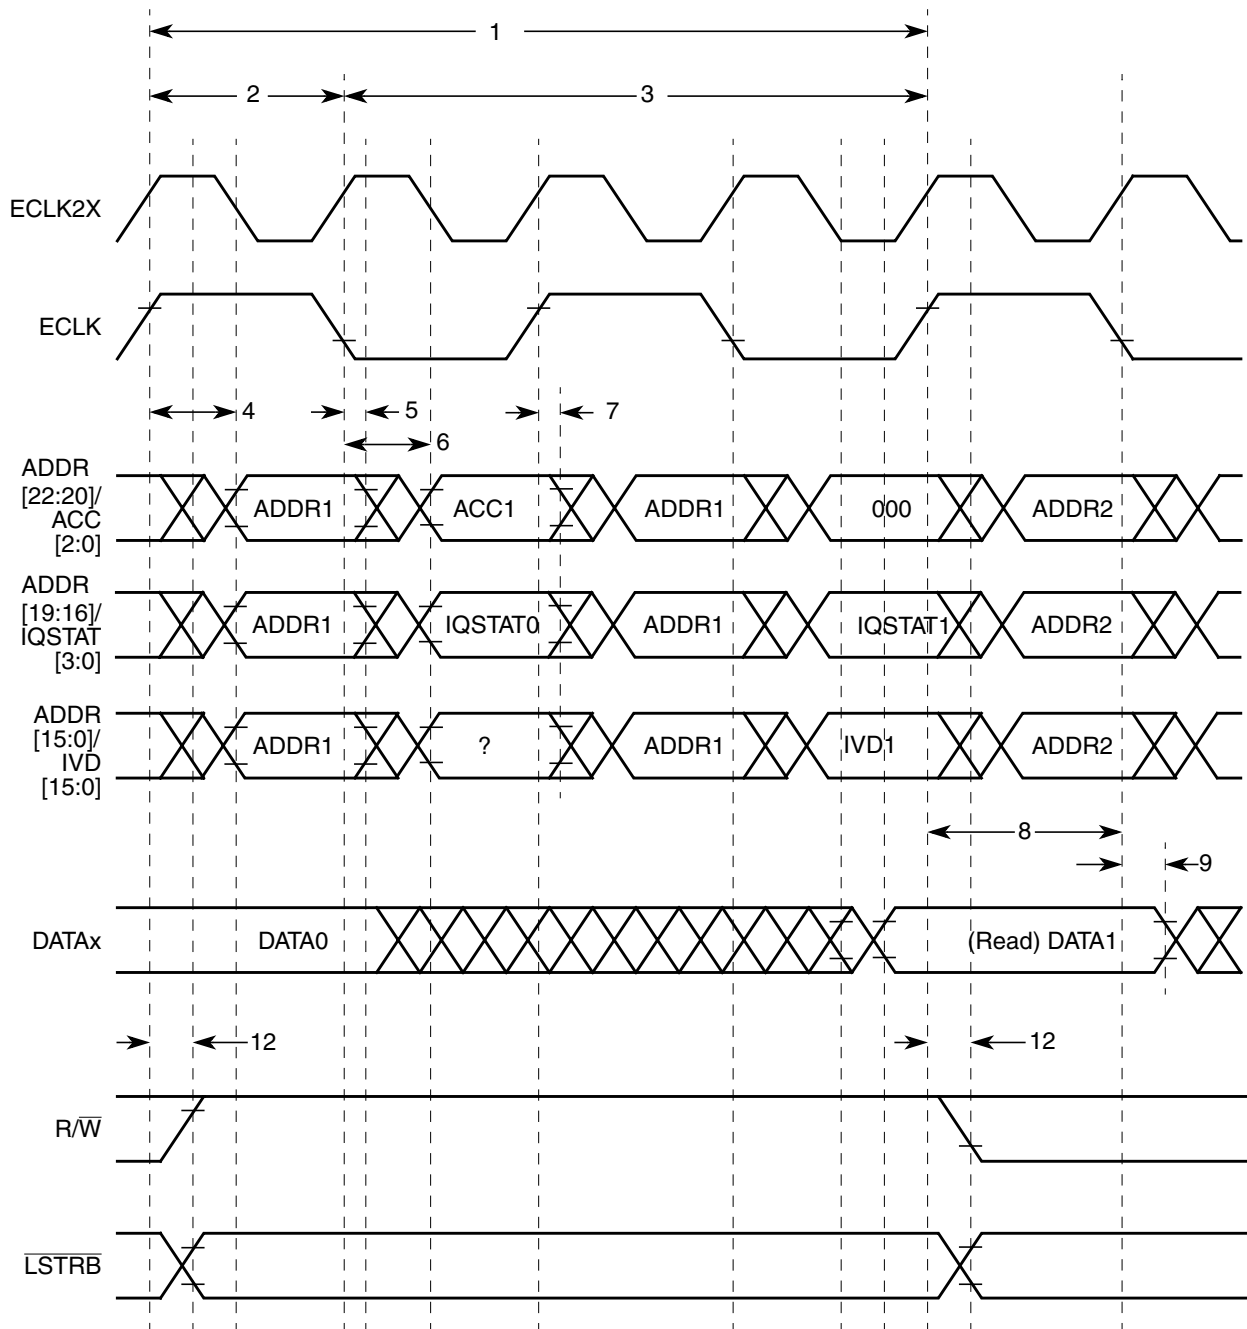 1
2
3
ECLK2X
ECLK
4
5
7
6
ADDR
[22:20]/
ACC
[2:0]
ADDR1
ACC1
ADDR1
000
ADDR2
ADDR
[19:16]/
IQSTAT
[3:0]
ADDR1
IQSTAT0
ADDR1
IQSTAT1
ADDR2
ADDR
[15:0]/
IVD
[15:0]
ADDR1
?
ADDR1
IVD1
ADDR2
8
9
DATAx
DATA0
(Read) DATA1
12
12
R/W̅
L̅S̅T̅R̅B̅